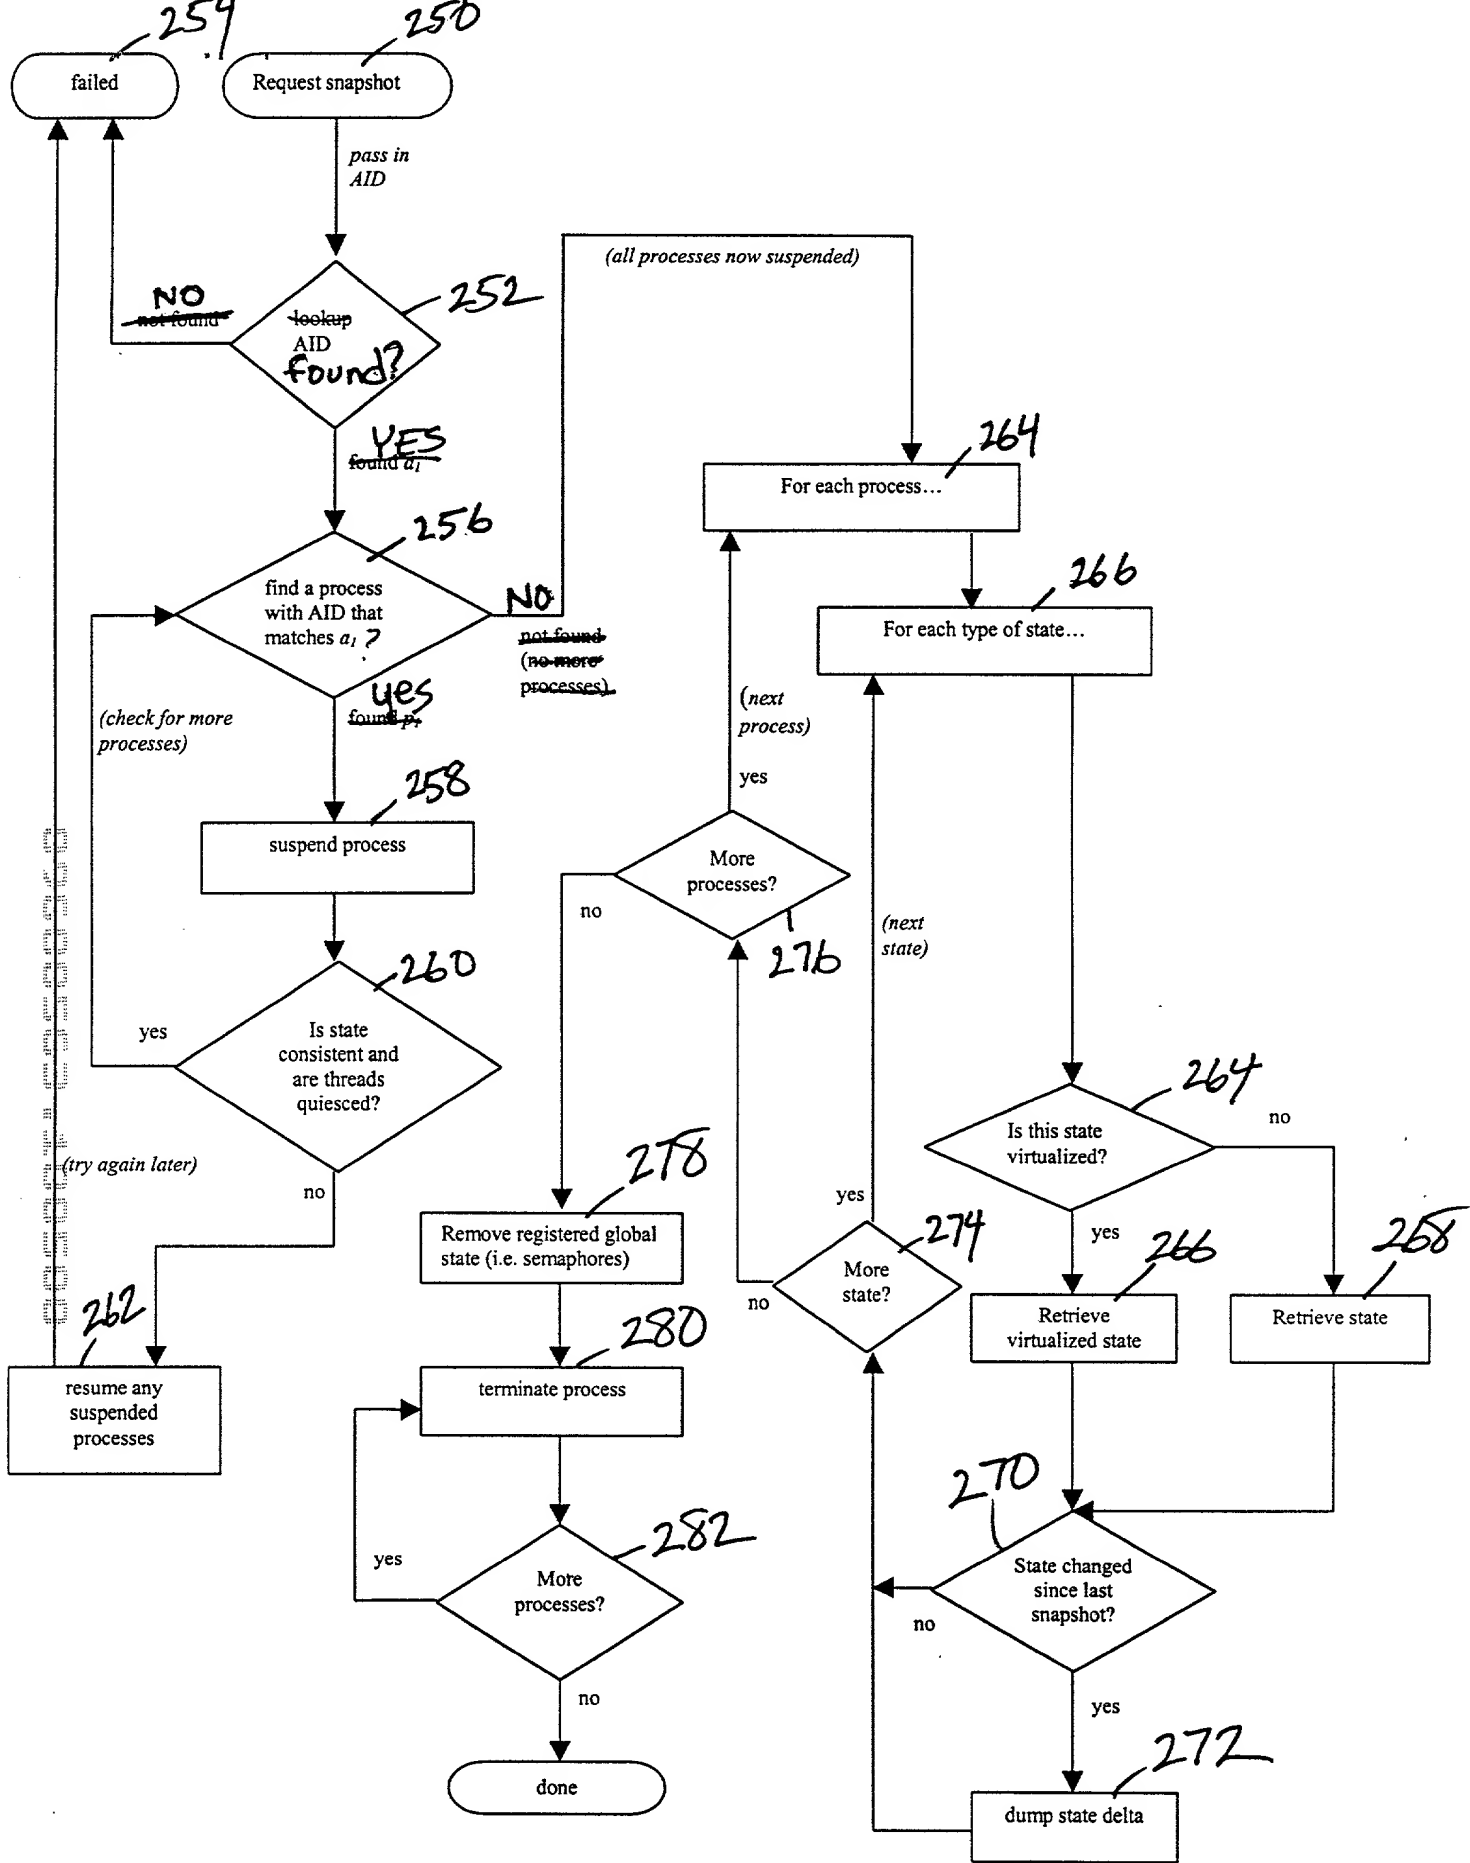 254
250
failed
Request snapshot
pass in
AID
(all processes now suspended)
NO
not found
252
lookup
AID
found?
YES
found a1
264
For each process...
256
find a process
with AID that
matches a1 ?
NO
not found
(no more
processes)
266
For each type of state...
yes
found p1
(check for more
processes)
(next
process)
yes
258
suspend process
More
processes?
no
276
(next
state)
260
yes
Is state
consistent and
are threads
quiesced?
264
Is this state
virtualized?
no
(try again later)
no
278
Remove registered global
state (i.e. semaphores)
yes
274
More
state?
no
yes
266
Retrieve
virtualized state
268
Retrieve state
262
resume any
suspended
processes
280
terminate process
270
State changed
since last
snapshot?
no
yes
282
More
processes?
yes
no
done
272
dump state delta